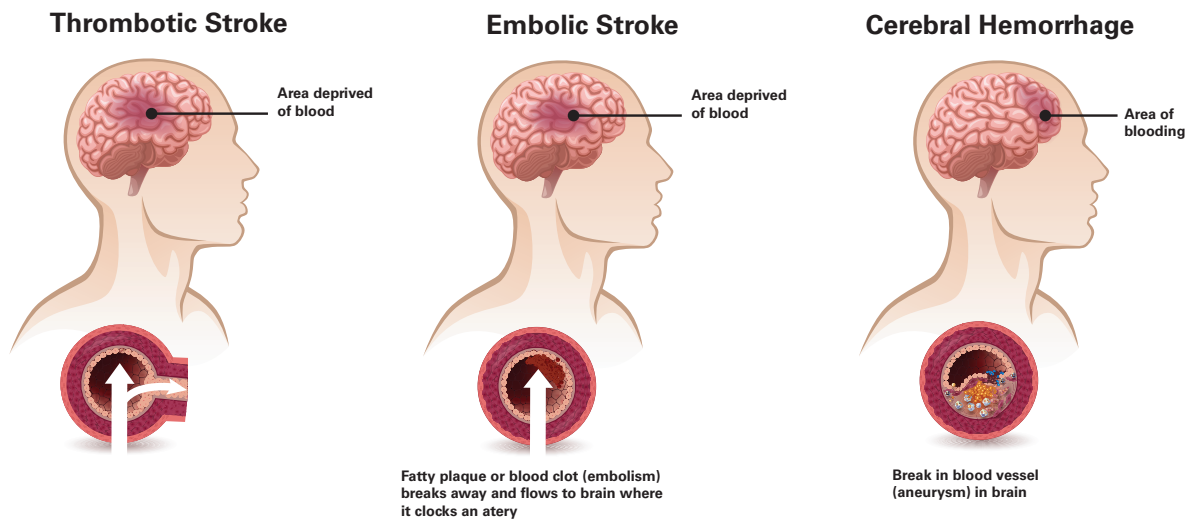 Thrombotic Stroke
Area deprived
of blood
Embolic Stroke
Area deprived
of blood
Fatty plaque or blood clot (embolism)
breaks away and flows to brain where
it clocks an atery
Cerebral Hemorrhage
Area of
blooding
Break in blood vessel
(aneurysm) in brain